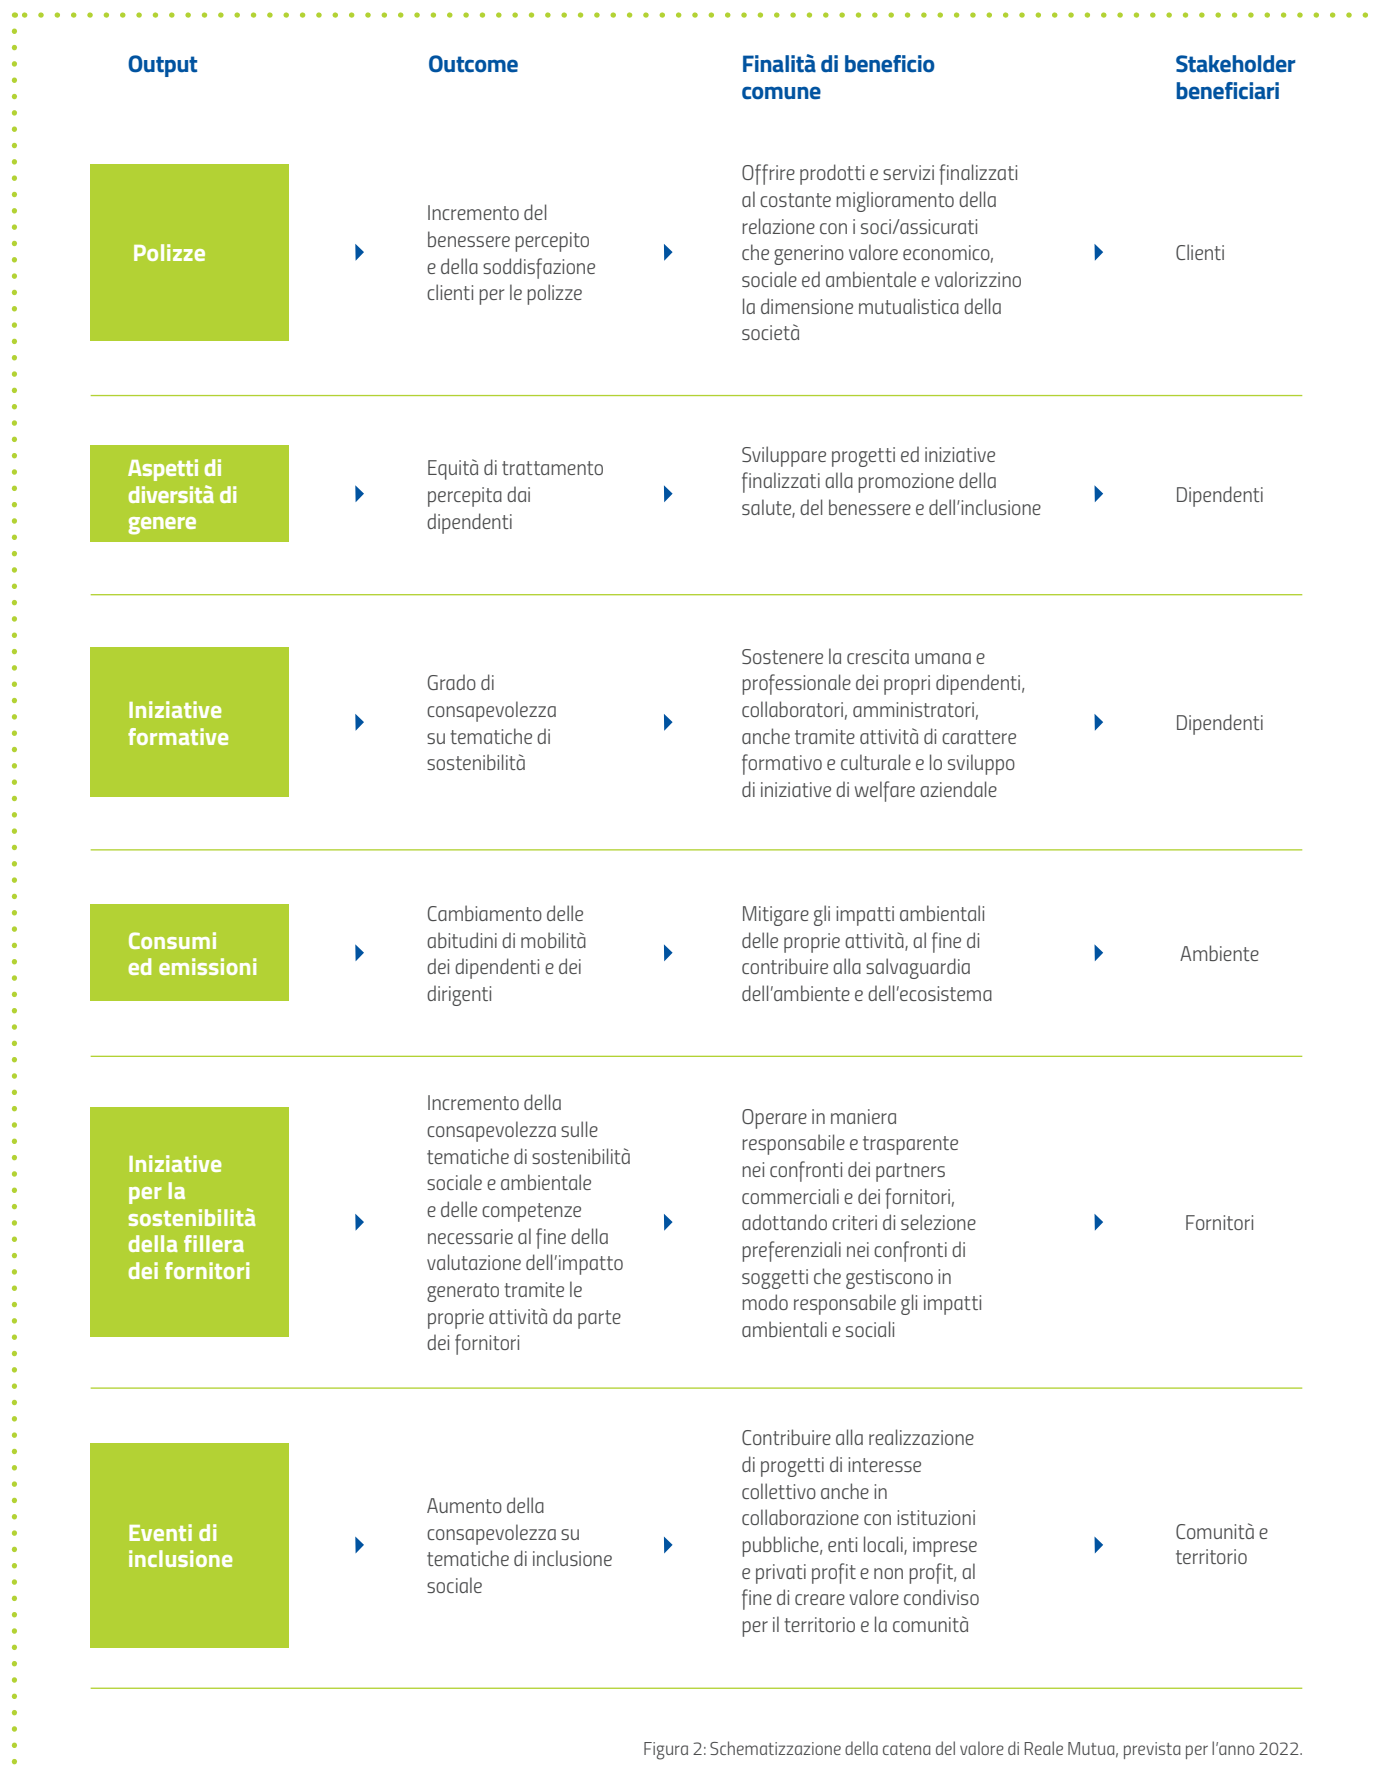 Output
Outcome
Finalità di beneficio
comune
Stakeholder
beneficiari
Polizze
Incremento del
benessere percepito
e della soddisfazione
clienti per le polizze
Offrire prodotti e servizi finalizzati
al costante miglioramento della
relazione con i soci/assicurati
che generino valore economico,
sociale ed ambientale e valorizzino
la dimensione mutualistica della
società
Clienti
Aspetti di
diversità di
genere
Equità di trattamento
percepita dai
dipendenti
Sviluppare progetti ed iniziative
finalizzati alla promozione della
salute, del benessere e dell'inclusione
Dipendenti
Iniziative
formative
Grado di
consapevolezza
su tematiche di
sostenibilità
Sostenere la crescita umana e
professionale dei propri dipendenti,
collaboratori, amministratori,
anche tramite attività di carattere
formativo e culturale e lo sviluppo
di iniziative di welfare aziendale
Dipendenti
Consumi
ed emissioni
Cambiamento delle
abitudini di mobilità
dei dipendenti e dei
dirigenti
Mitigare gli impatti ambientali
delle proprie attività, al fine di
contribuire alla salvaguardia
dell'ambiente e dell'ecosistema
Ambiente
Iniziative
per la
sostenibilità
della fillera
dei fornitori
Incremento della
consapevolezza sulle
tematiche di sostenibilità
sociale e ambientale
e delle competenze
necessarie al fine della
valutazione dell'impatto
generato tramite le
proprie attività da parte
dei fornitori
Operare in maniera
responsabile e trasparente
nei confronti dei partners
commerciali e dei fornitori,
adottando criteri di selezione
preferenziali nei confronti di
soggetti che gestiscono in
modo responsabile gli impatti
ambientali e sociali
Fornitori
Eventi di
inclusione
Aumento della
consapevolezza su
tematiche di inclusione
sociale
Contribuire alla realizzazione
di progetti di interesse
collettivo anche in
collaborazione con istituzioni
pubbliche, enti locali, imprese
e privati profit e non profit, al
fine di creare valore condiviso
per il territorio e la comunità
Comunità e
territorio
Figura 2: Schematizzazione della catena del valore di Reale Mutua, prevista per l'anno 2022.